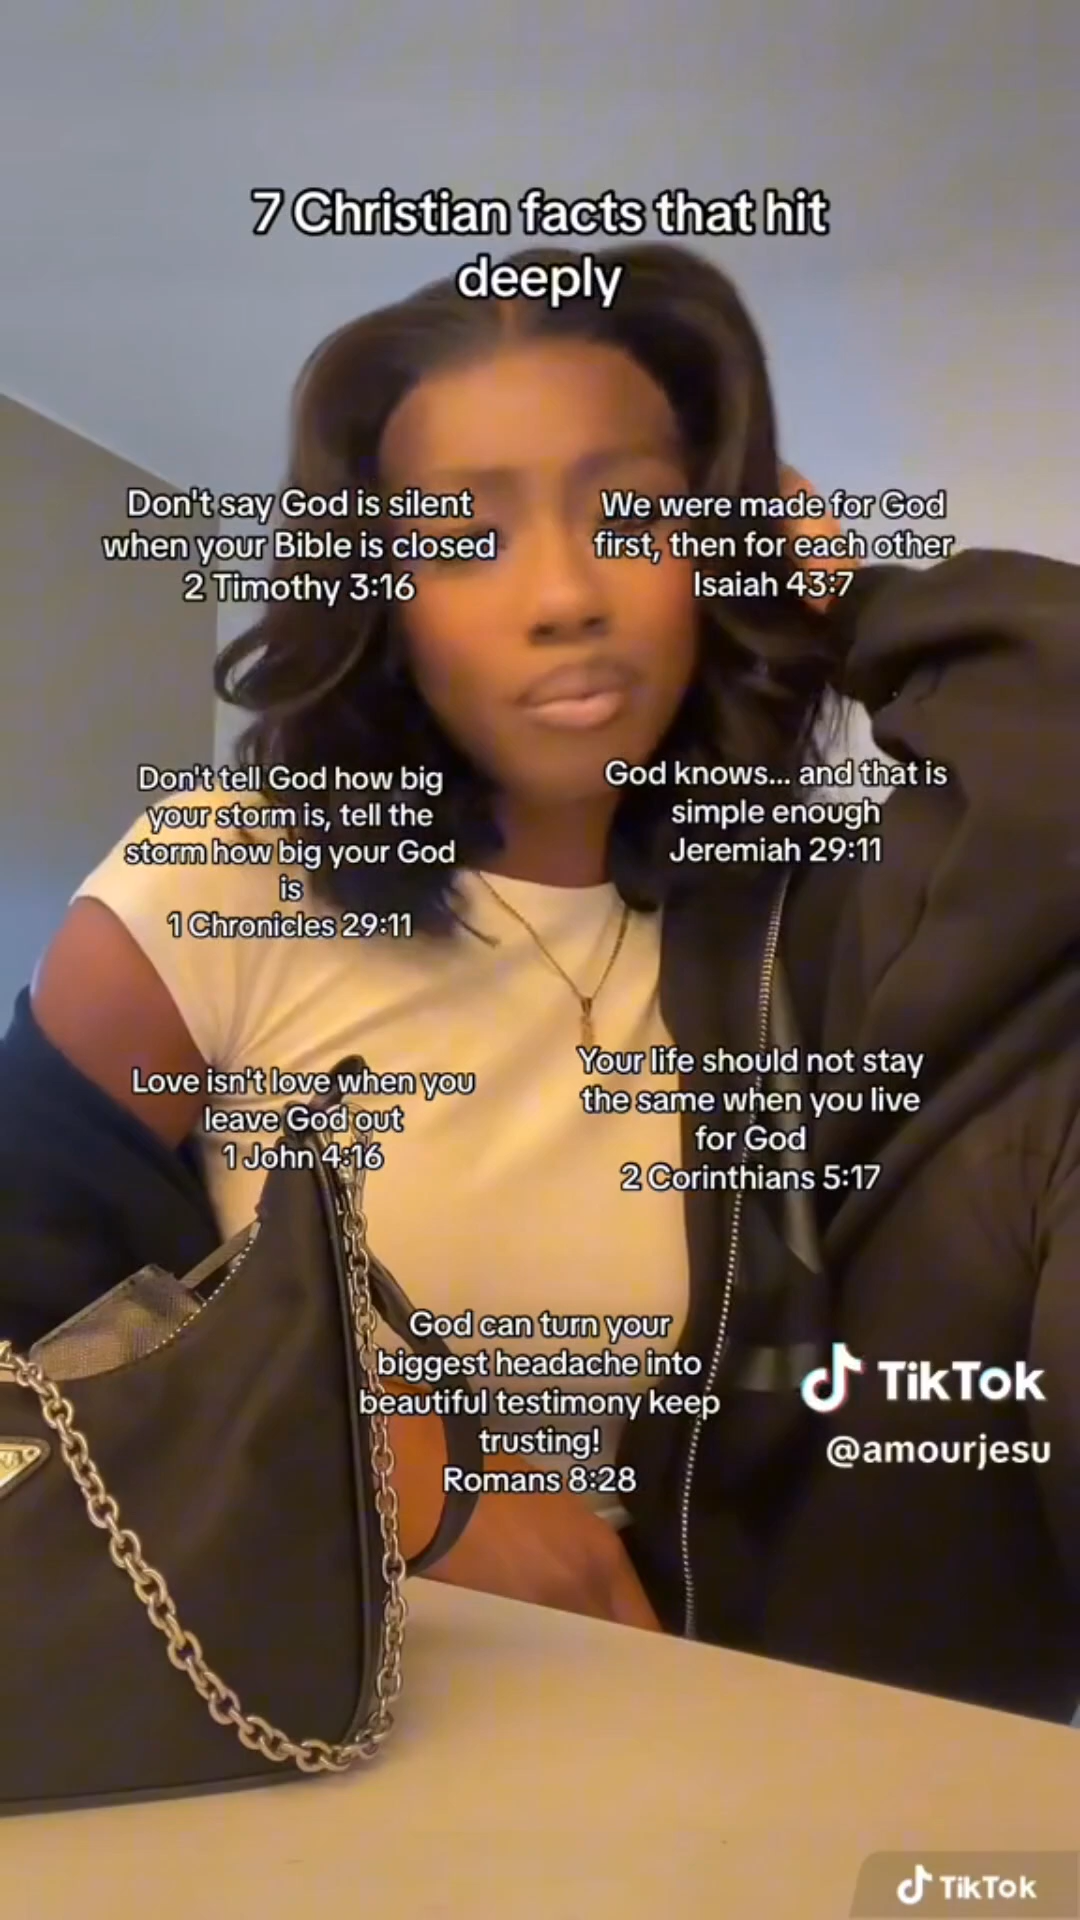 7 Christian facts that hit
deeply
Don't say God is silent
when your Bible is closed
2 Timothy 3:16
We were made for God
first, then for each other
Isaiah 43:7
Don't tell God how big
your storm is, tell the
storm how big your God
is
1 Chronicles 29:11
God knows... and that is
simple enough
Jeremiah 29:11
Love isn't love when you
leave God out
1 John 4:16
Your life should not stay
the same when you live
for God
2 Corinthians 5:17
God can turn your
biggest headache into
beautiful testimony keep
trusting!
Romans 8:28
TikTok
@amourjesu
TikTok